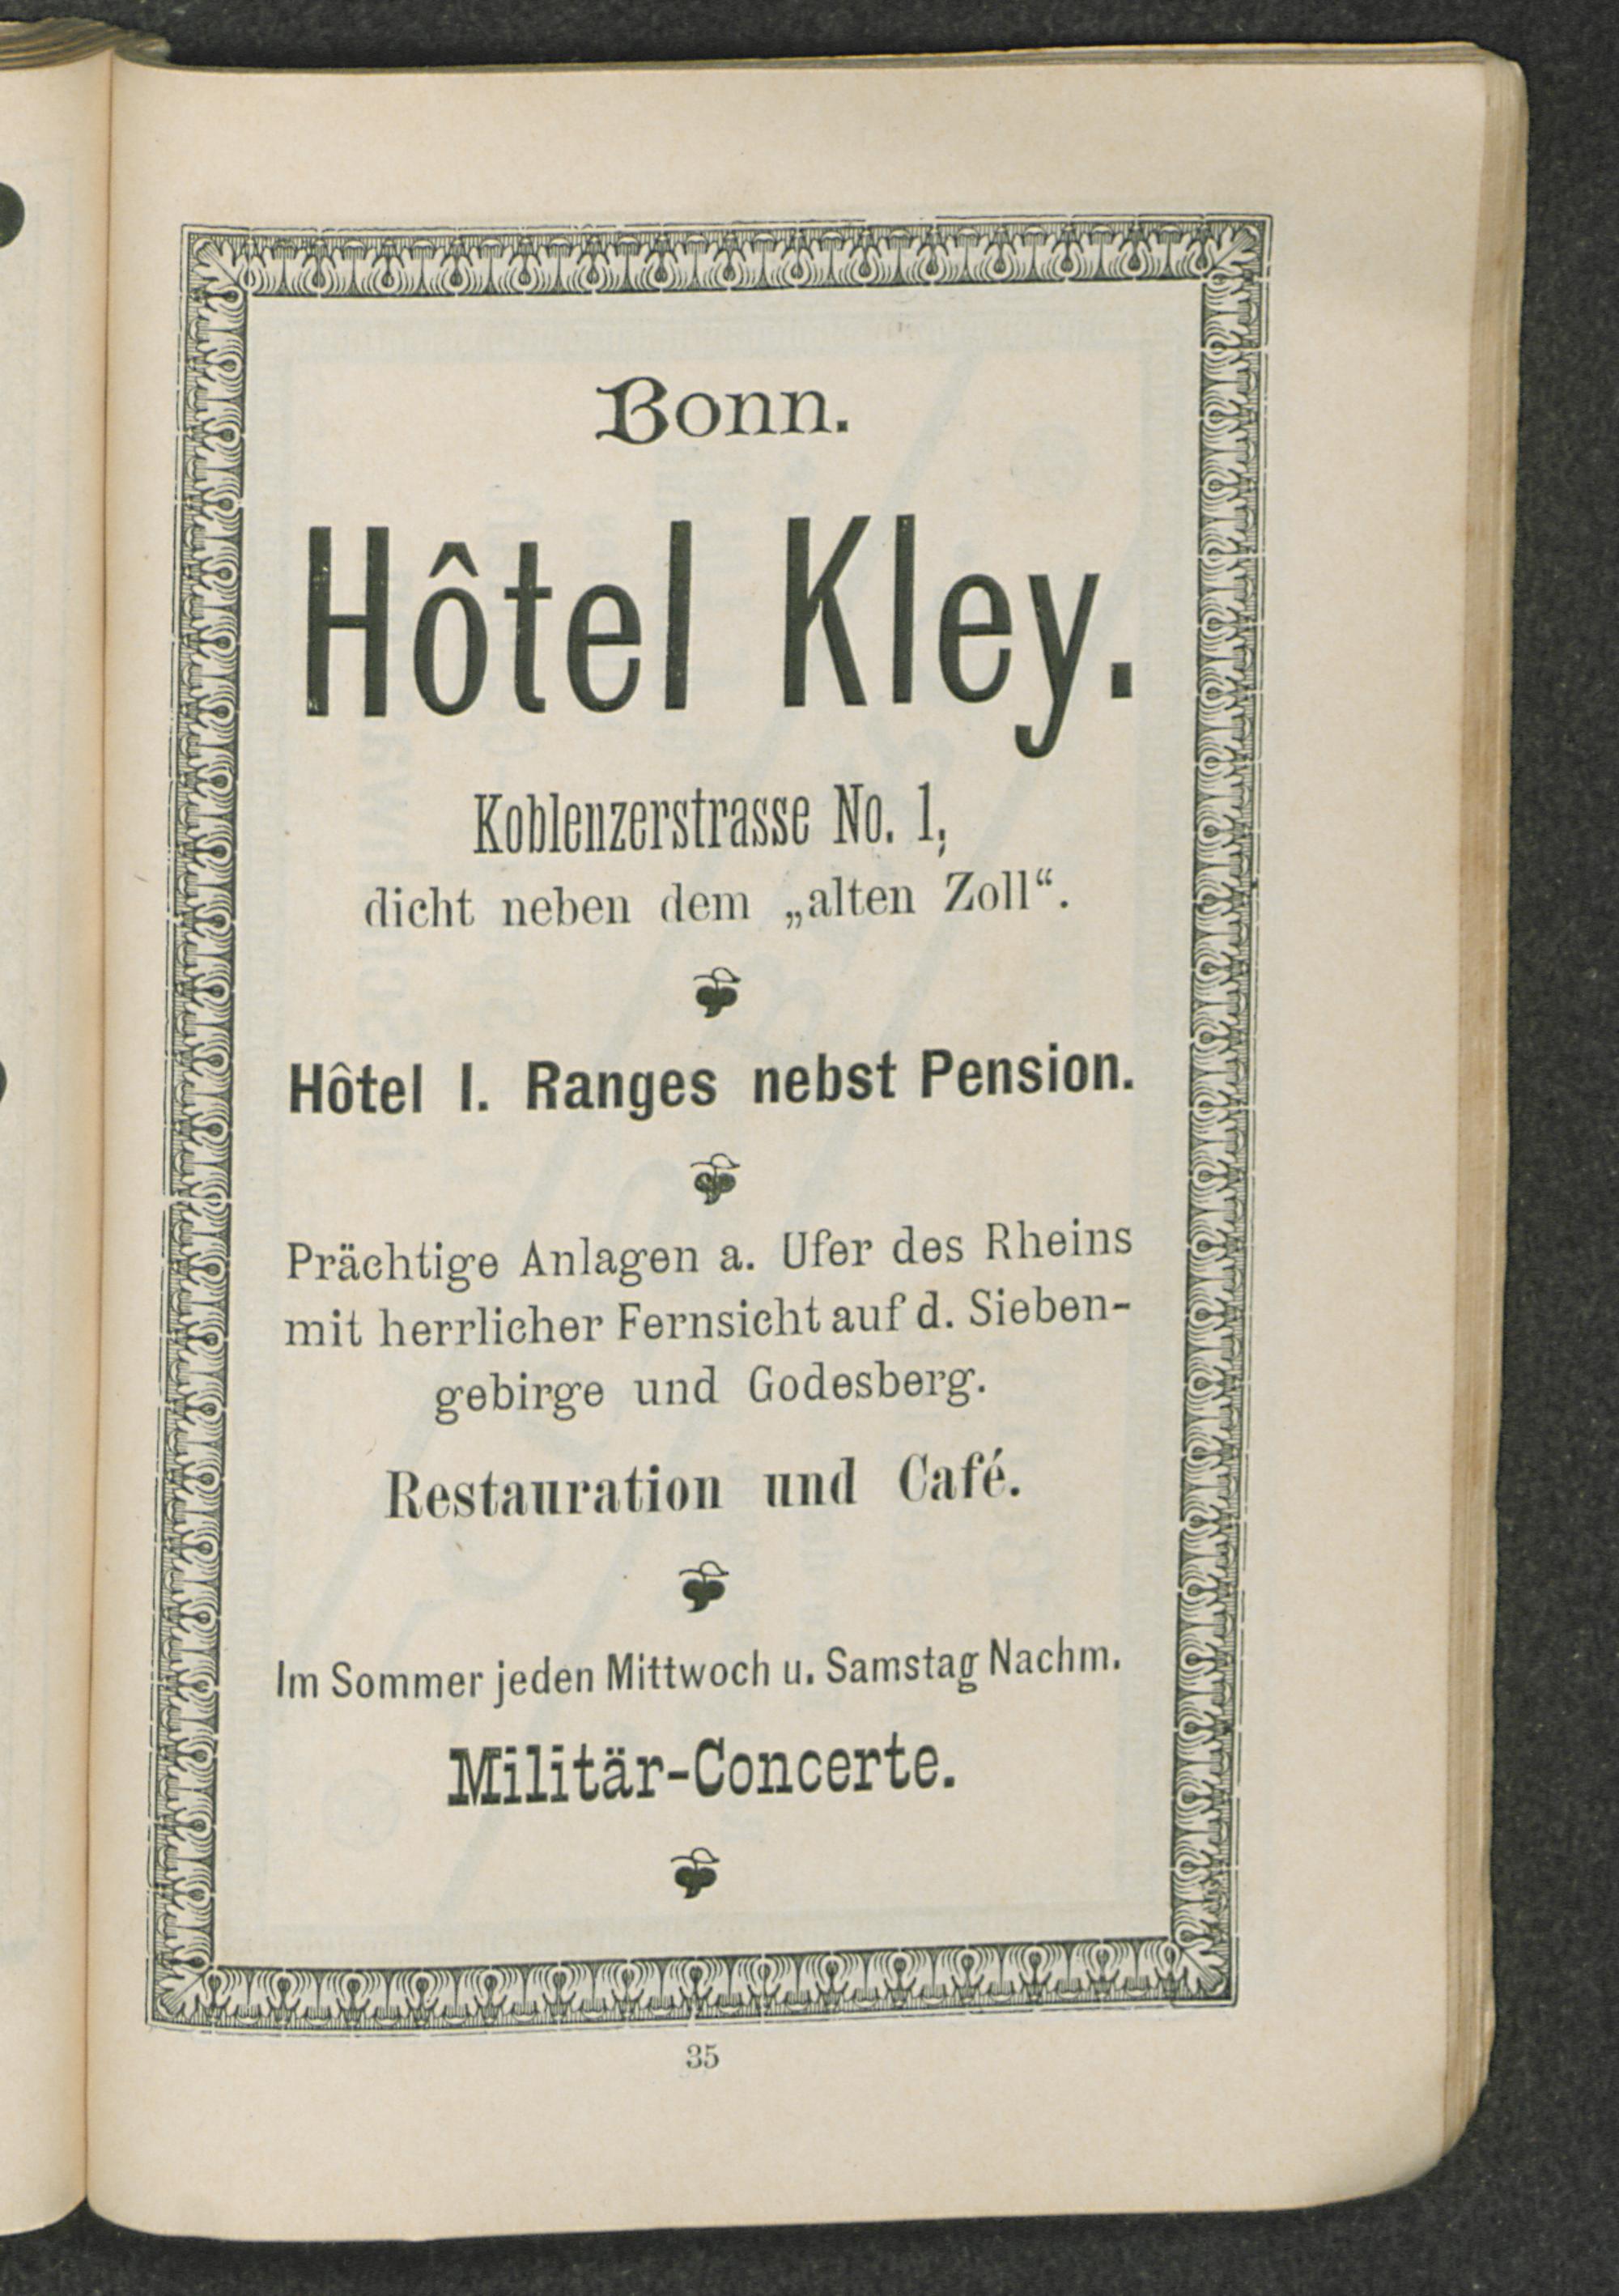 Bonn.
Hôtel Kley.
Koblenzerstrasse No. 1,
dicht neben dem „alten Zoll“.
Hôtel I. Ranges nebst Pension.
Prächtige Anlagen a. Ufer des Rheins
mit herrlicher Fernsicht auf d. Sieben-
gebirge und Godesberg.
Restauration und Café.
Im Sommer jeden Mittwoch u. Samstag Nachm.
Militär-Concerte.
35